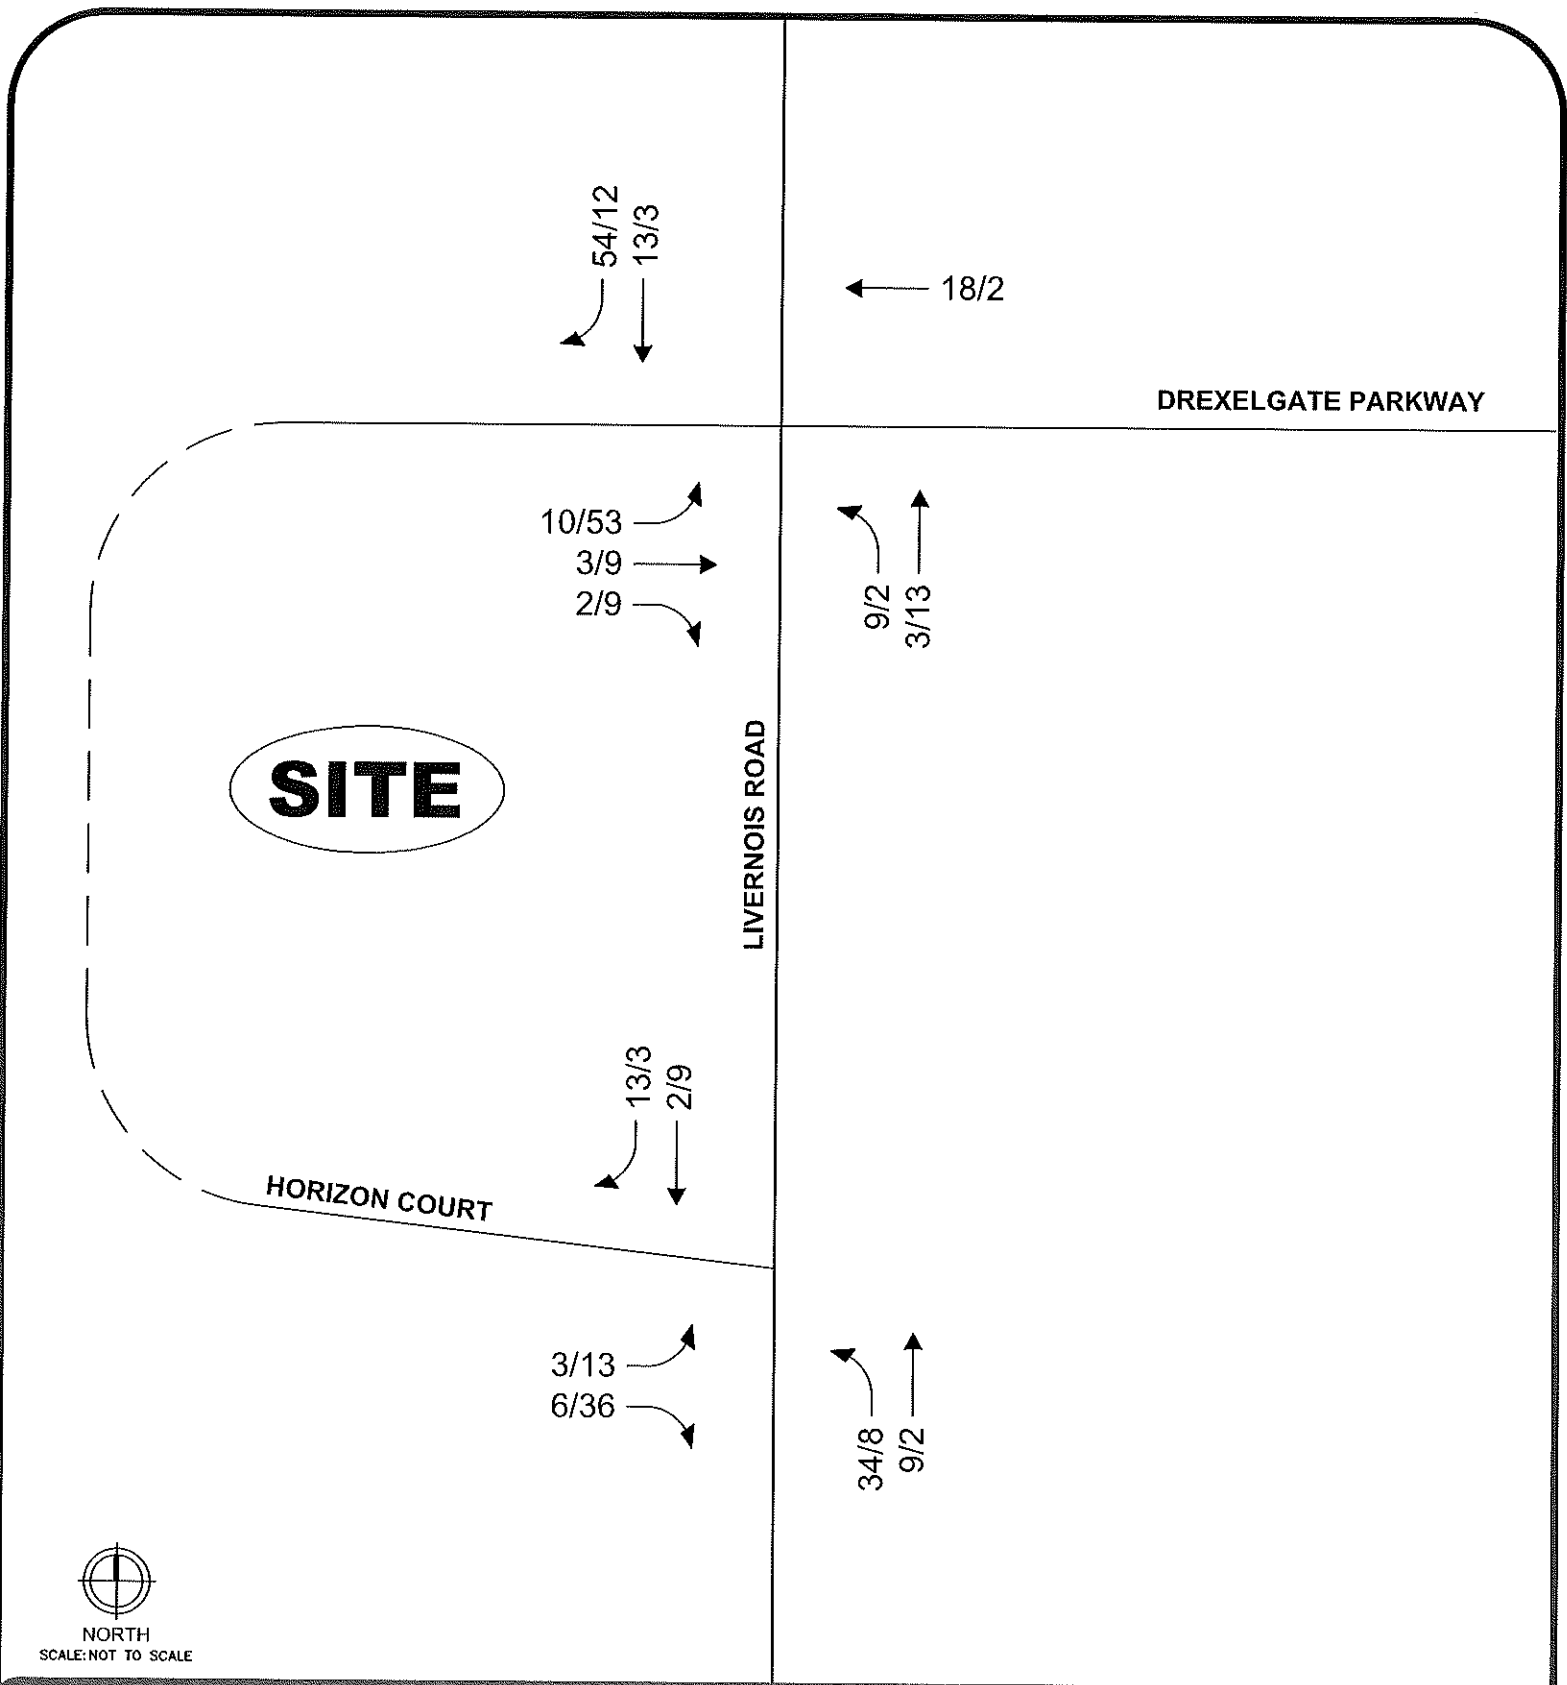 54/12
13/3
18/2
DREXELGATE PARKWAY
10/53
3/9
2/9
9/2
3/13
SITE
LIVERNOIS ROAD
13/3
2/9
HORIZON COURT
3/13
6/36
34/8
9/2
NORTH
SCALE:NOT TO SCALE